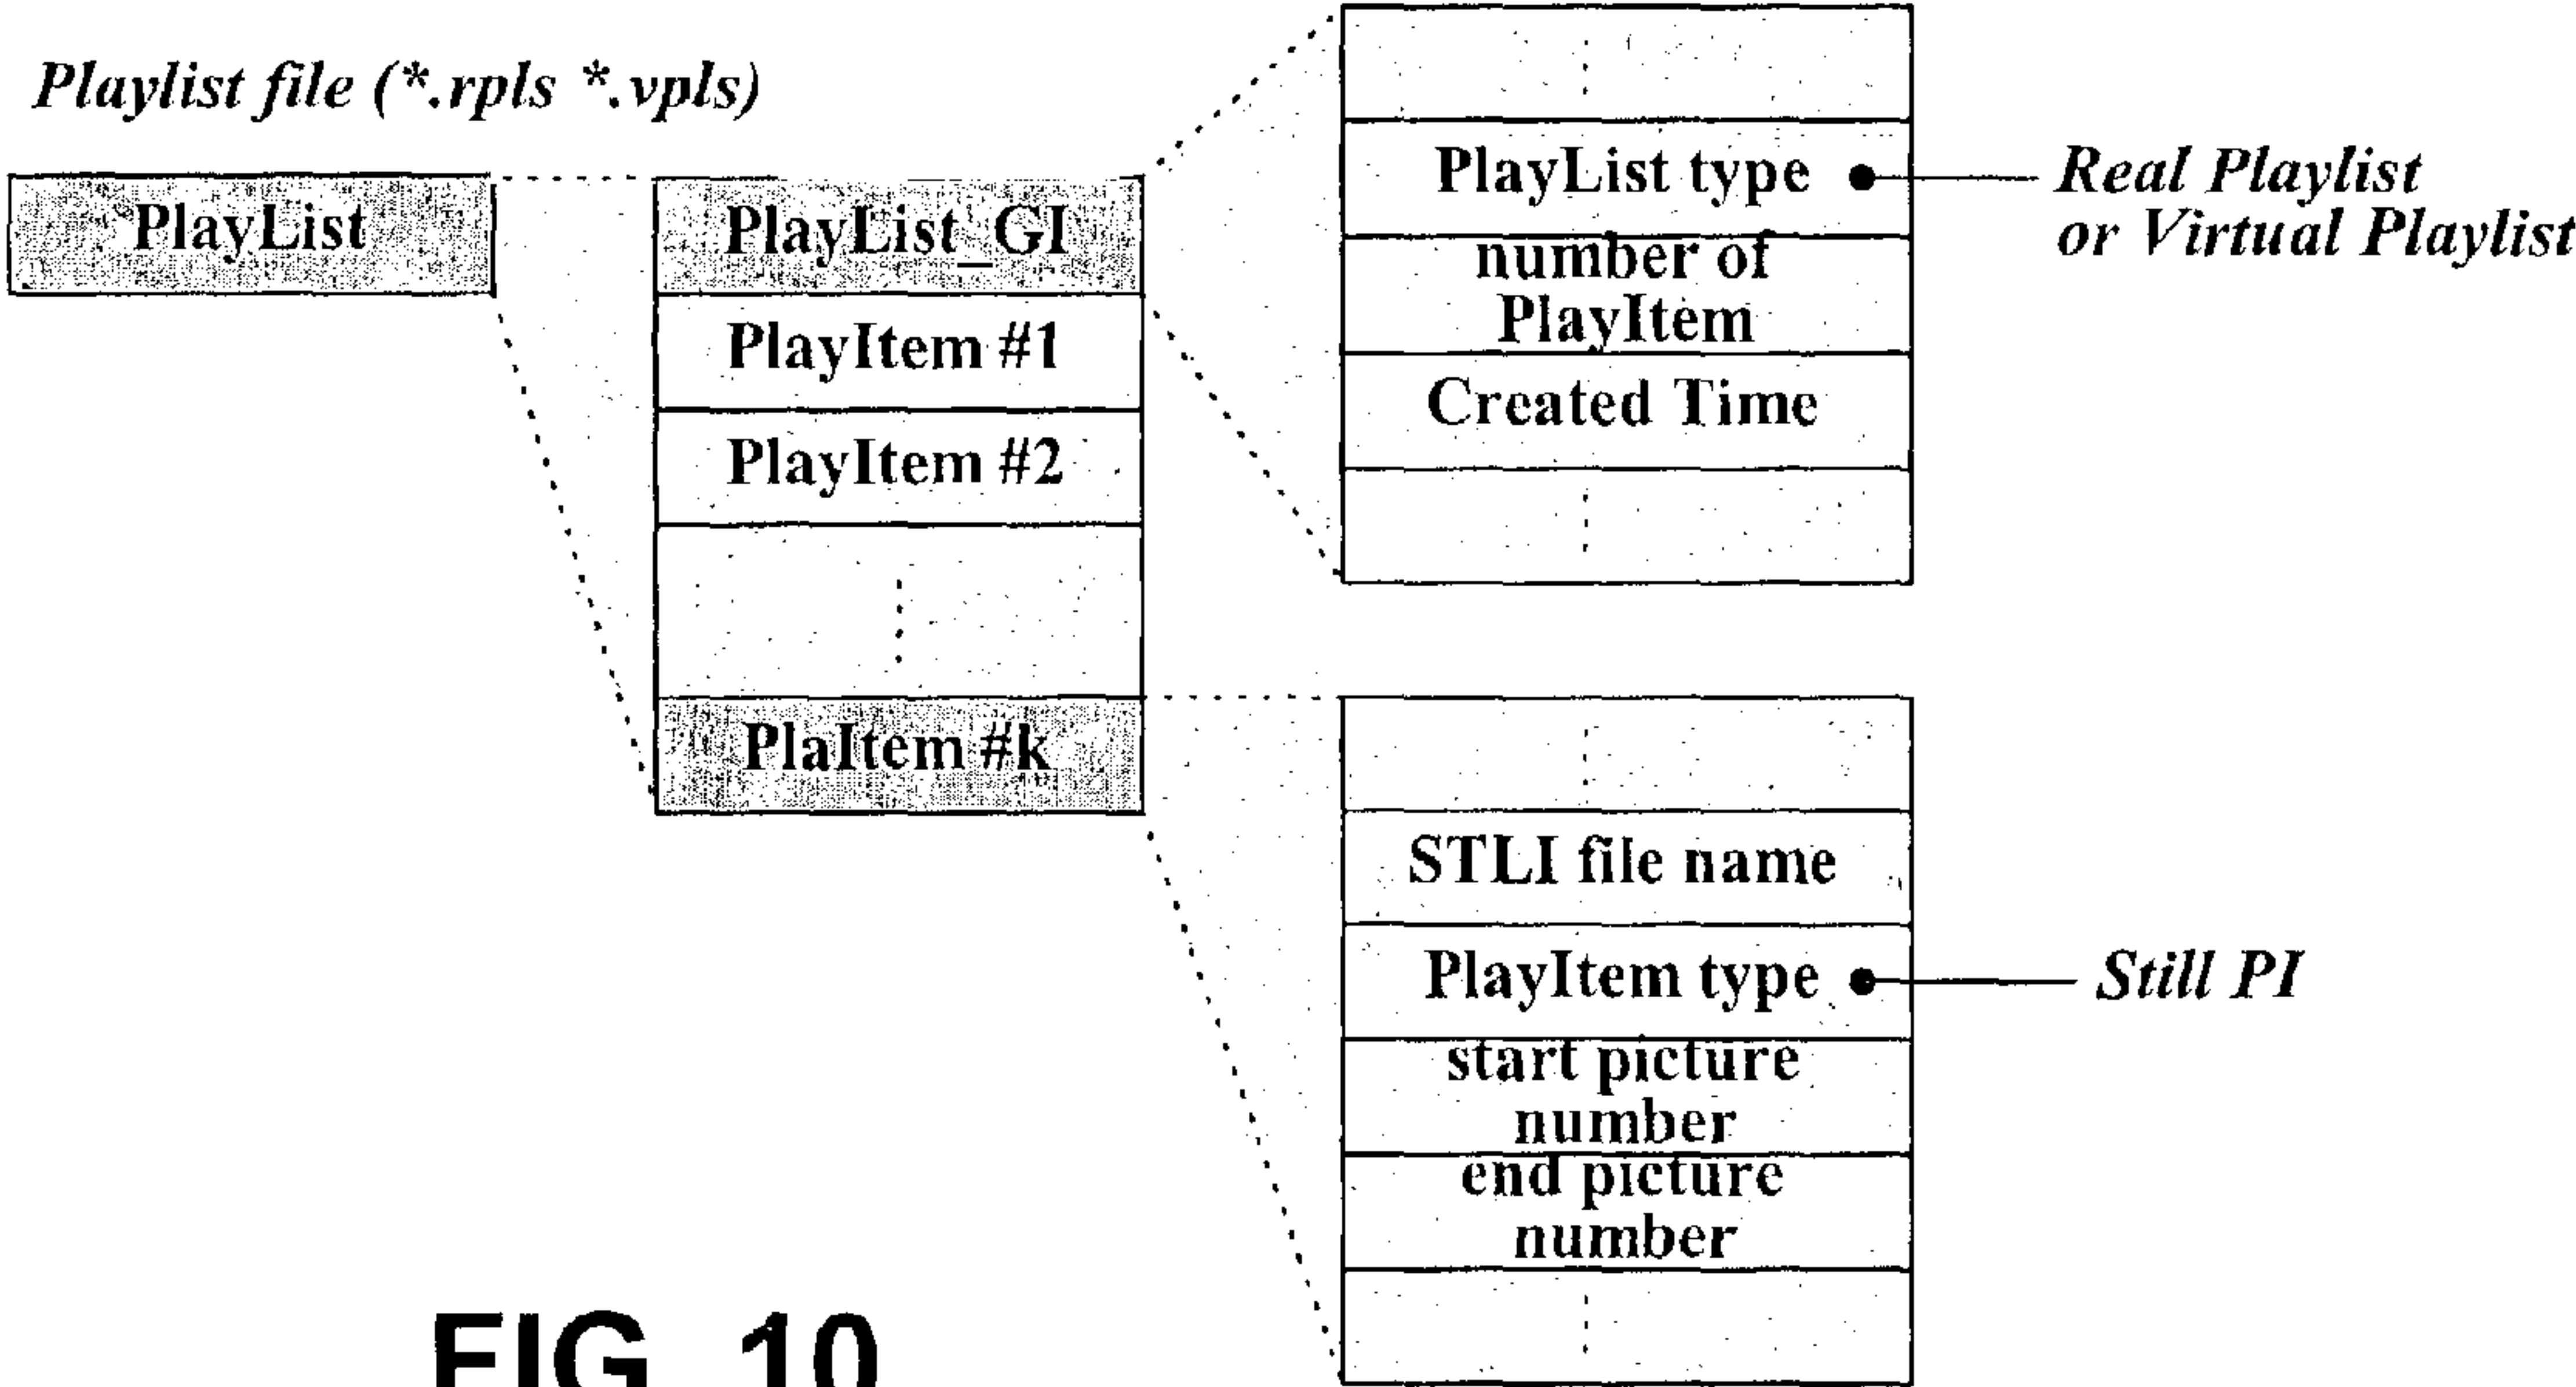 Playlist file (*.rpls *.vpls)
PlayList
PlayList_GI
PlayItem #1
PlayItem #2
PlaItem #k
PlayList type
Real Playlist
or Virtual Playlist
number of
PlayItem
Created Time
STLI file name
PlayItem type
Still PI
start picture
number
end picture
number
FIG. 10